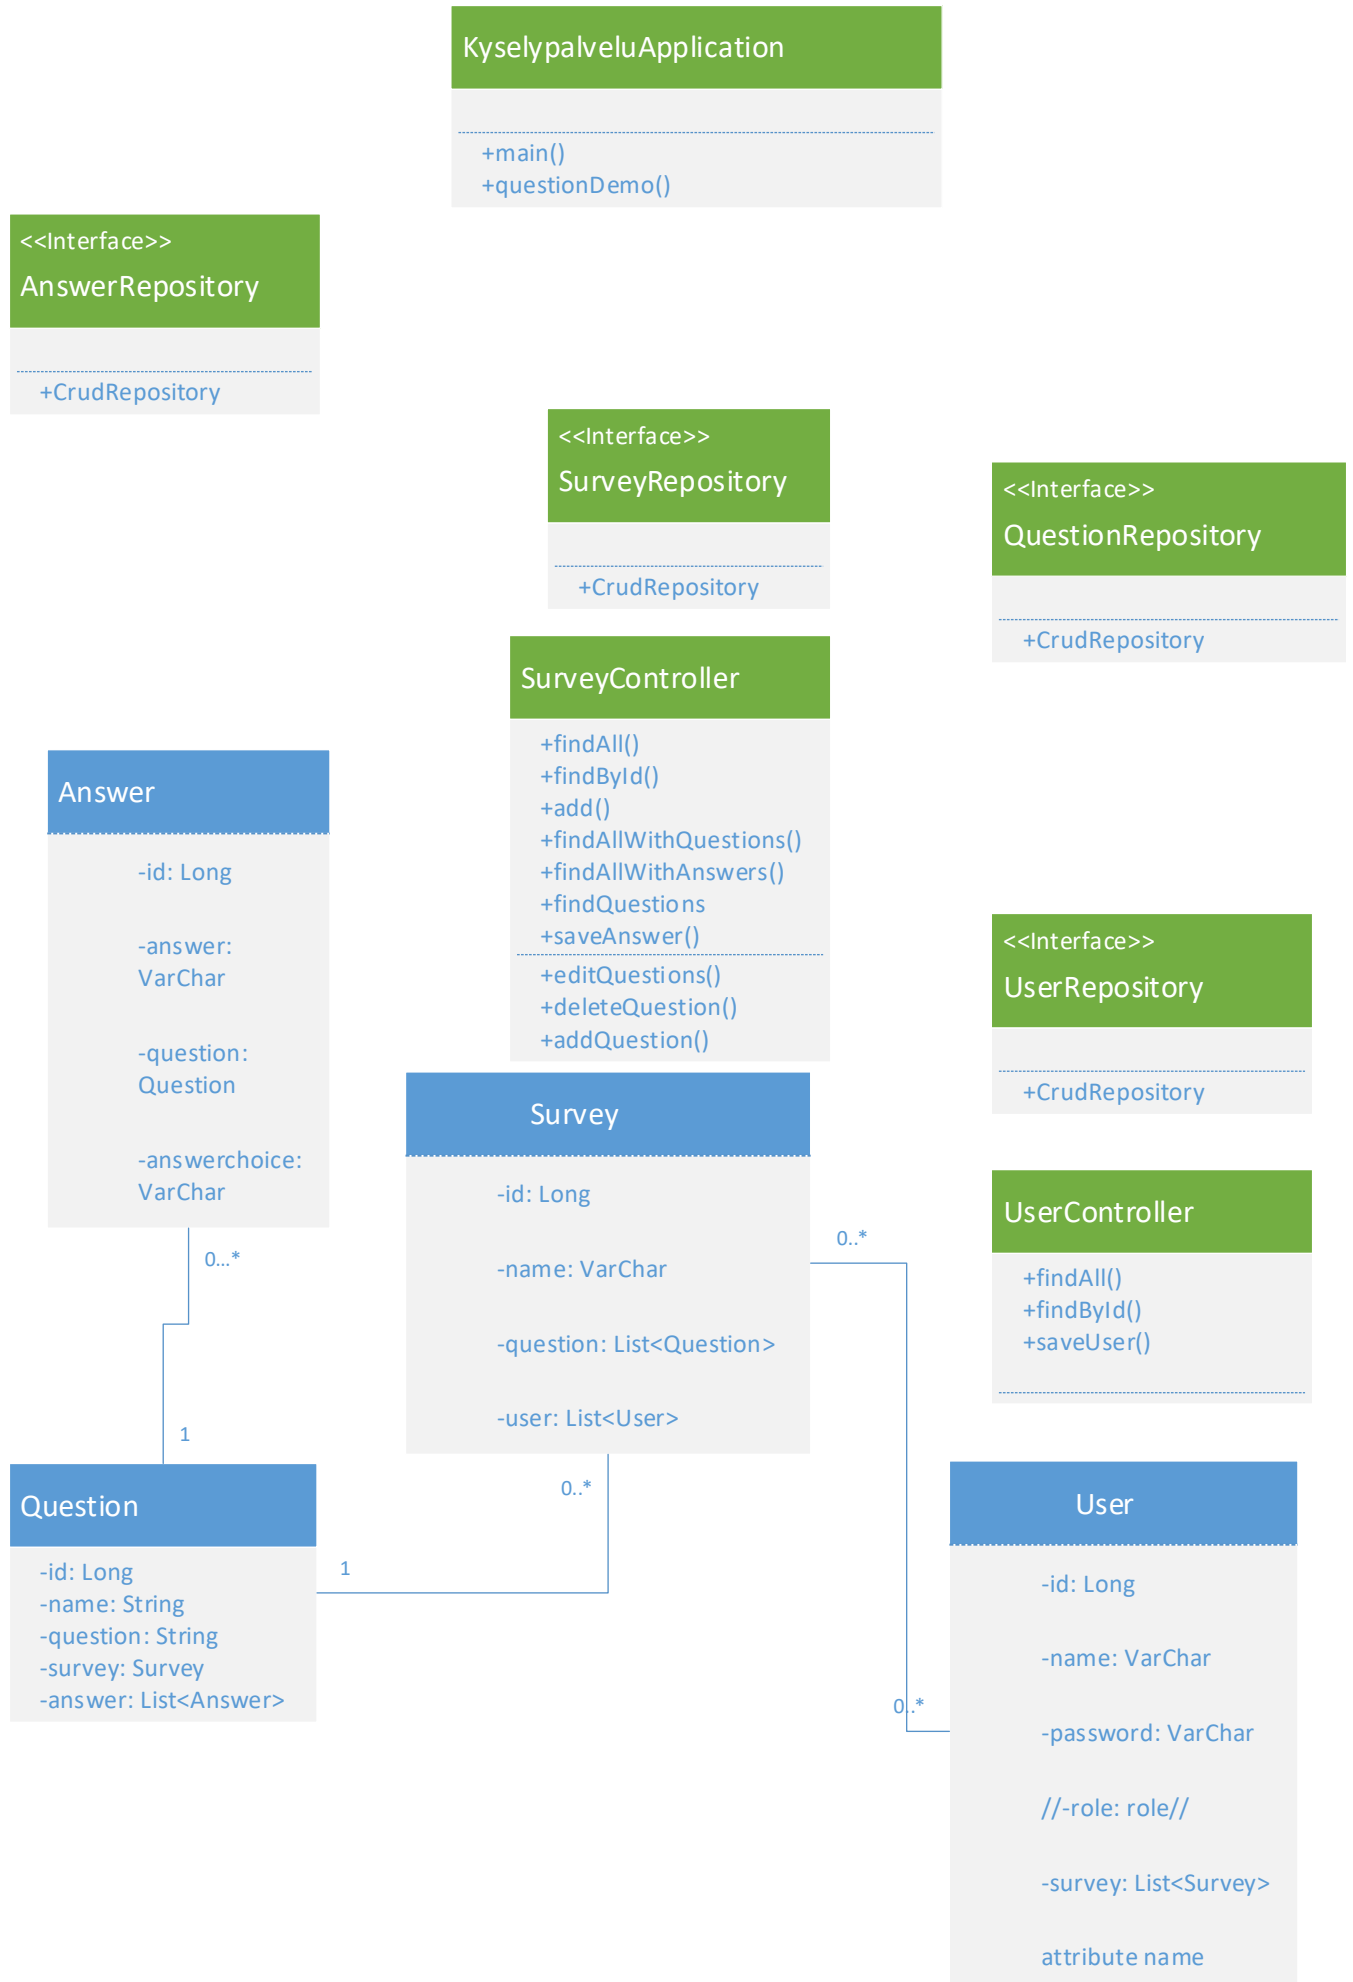 KyselypalveluApplication
+main()
+questionDemo()
<<Interface>>
AnswerRepository
+CrudRepository
<<Interface>>
SurveyRepository
+CrudRepository
<<Interface>>
QuestionRepository
+CrudRepository
SurveyController
+findAll()
+findById()
+add()
+findAllWithQuestions()
+findAllWithAnswers()
+findQuestions
+saveAnswer()
+editQuestions()
+deleteQuestion()
+addQuestion()
Answer
-id: Long
-answer:
VarChar
-question:
Question
-answerchoice:
VarChar
0...*
1
<<Interface>>
UserRepository
+CrudRepository
Survey
-id: Long
-name: VarChar
-question: List<Question>
-user: List<User>
0..*
0..*
UserController
+findAll()
+findById()
+saveUser()
Question
-id: Long
-name: String
-question: String
-survey: Survey
-answer: List<Answer>
1
0..*
User
-id: Long
-name: VarChar
-password: VarChar
//-role: role//
-survey: List<Survey>
attribute name